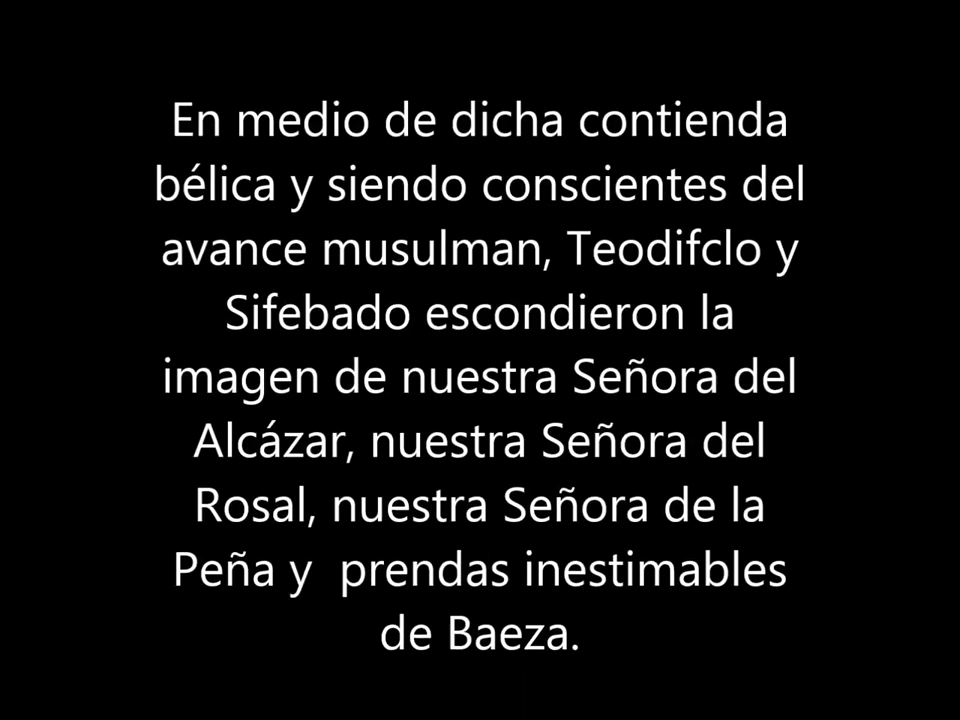 En medio de dicha contienda
bélica y siendo conscientes del
avance musulman, Teodifclo y
Sifebado escondieron la
imagen de nuestra Señora del
Alcázar, nuestra Señora del
Rosal, nuestra Señora de la
Peña y  prendas inestimables
de Baeza.